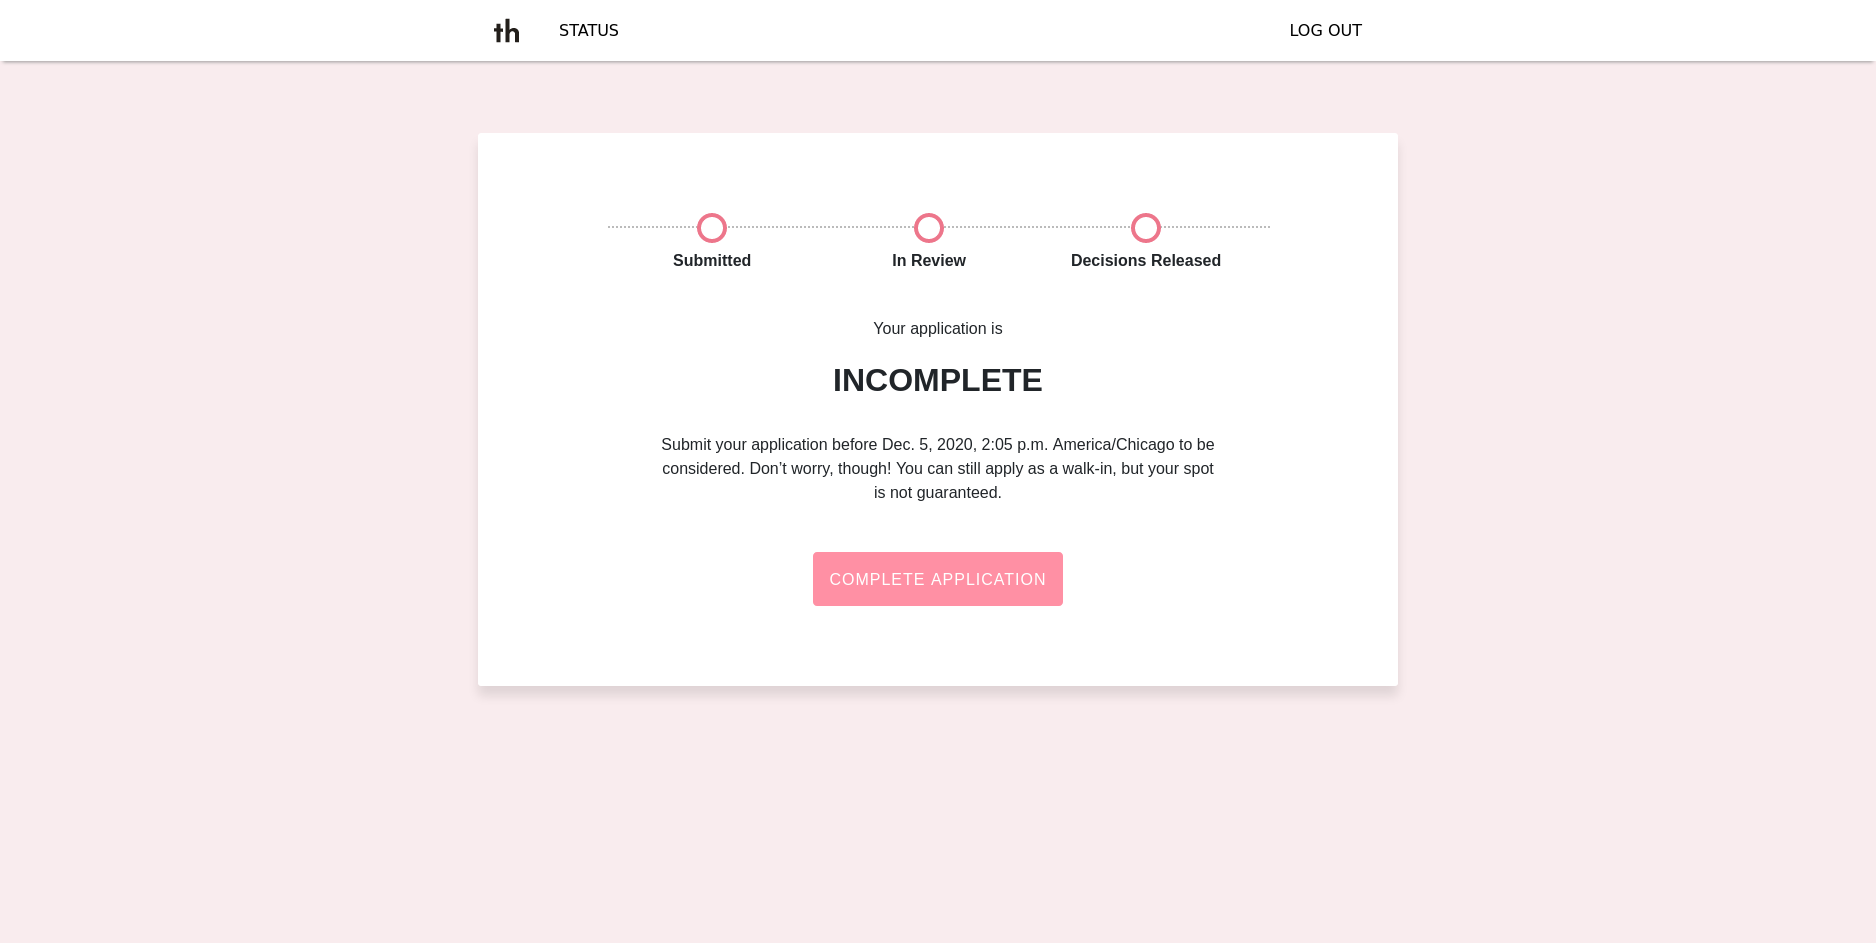 th STATUS LOG OUT
Submitted In Review Decisions Released
Your application is
INCOMPLETE
Submit your application before Dec. 5, 2020, 2:05 p.m. America/Chicago to be
considered. Don’t worry, though! You can still apply as a walk-in, but your spot
is not guaranteed.
COMPLETE APPLICATION